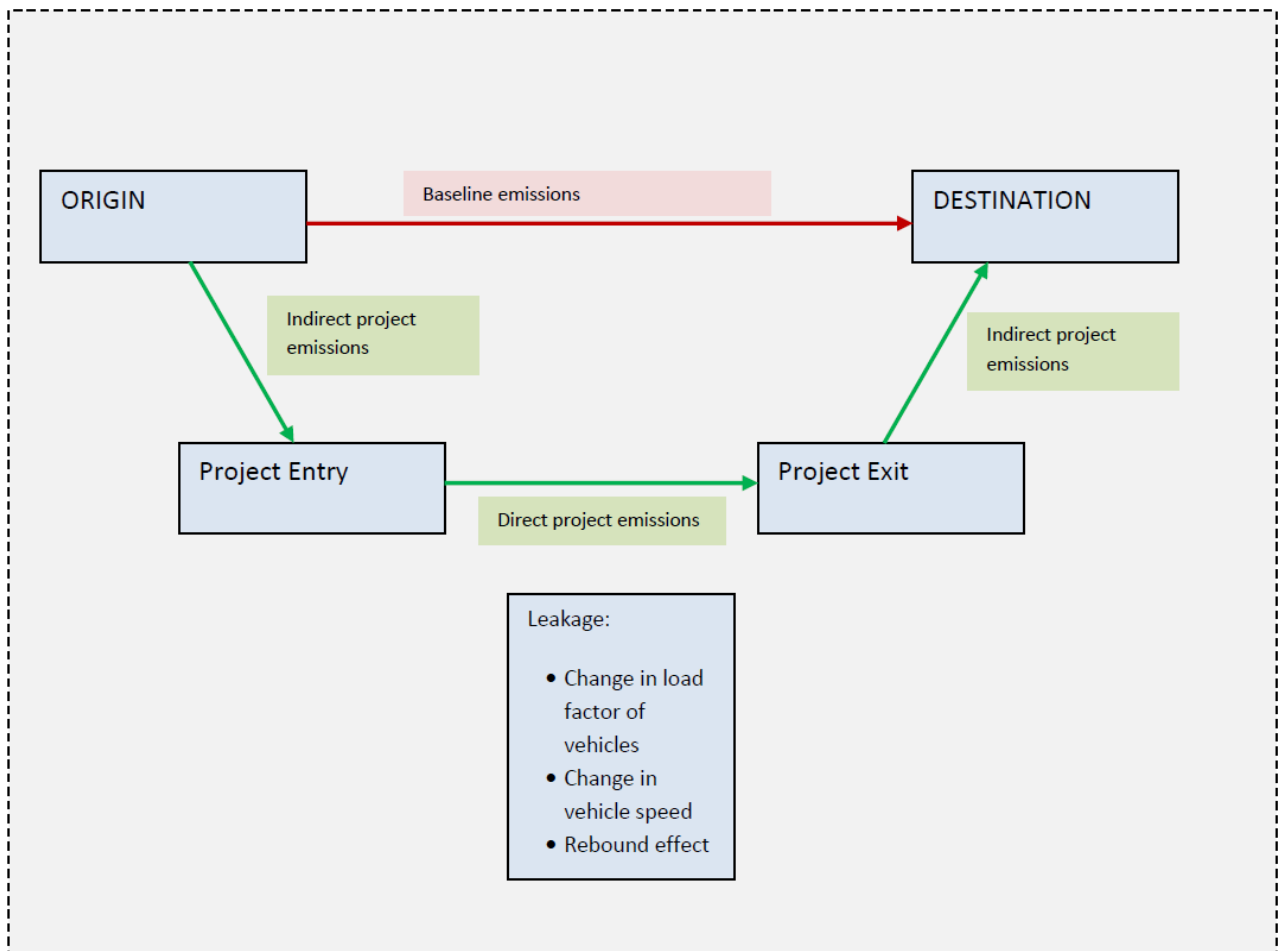 ORIGIN
Baseline emissions
DESTINATION
Indirect project
emissions
Indirect project
emissions
Project Entry
Project Exit
Direct project emissions
Leakage:
• Change in load
factor of
vehicles
• Change in
vehicle speed
• Rebound effect